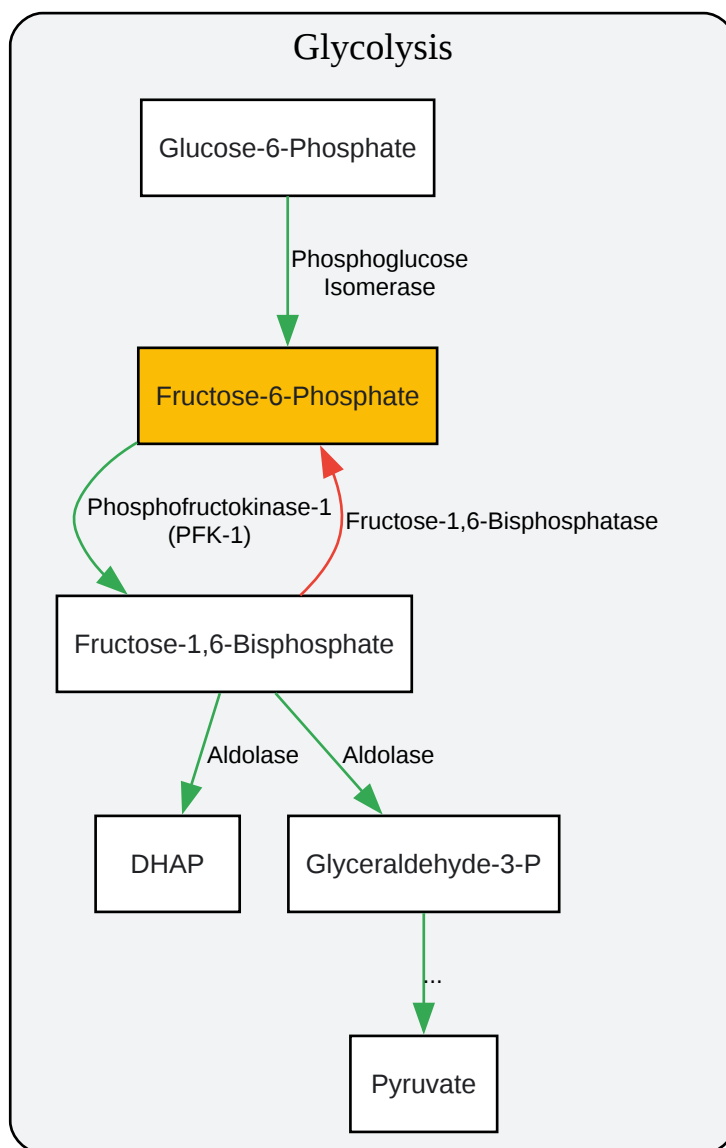 Glycolysis
Glucose-6-Phosphate
Phosphoglucose
Isomerase
Fructose-6-Phosphate
Phosphofructokinase-1
(PFK-1)
Fructose-1,6-Bisphosphatase
Fructose-1,6-Bisphosphate
Aldolase
Aldolase
DHAP
Glyceraldehyde-3-P
...
Pyruvate